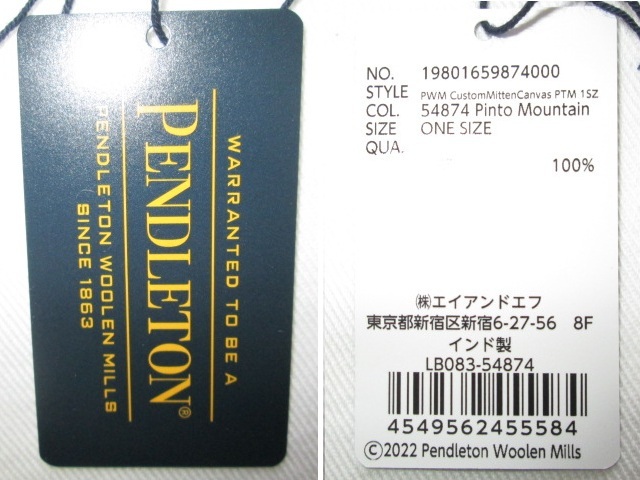 WARRANTED TO BE A
PENDLETON®
PENDLETON WOOLEN MILLS
SINCE 1863
NO. 19801659874000
STYLE PWM CustomMittenCanvas PTM 1SZ
COL. 54874 Pinto Mountain
SIZE ONE SIZE
QUA.
100%
㈱エイアンドエフ
東京都新宿区新宿6-27-56 8F
インド製
LB083-54874
4549562455584
©2022 Pendleton Woolen Mills